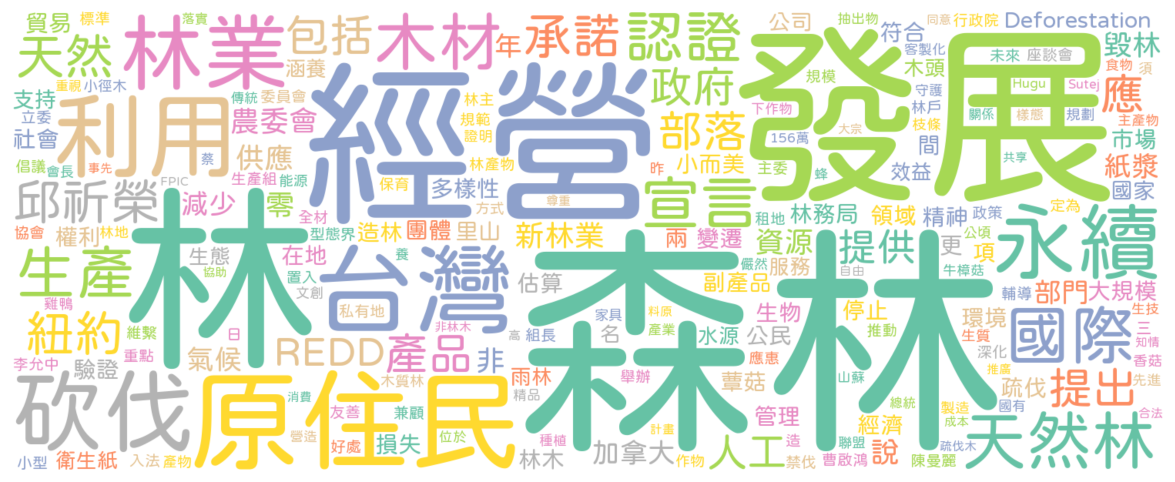 貿易
標準
落實
天然
重視
小徑木
林業
包括
涵養
木材
年
承諾
認證
公司
抽出物
同意
行政院
符合
客製化
Deforestation
未來
座談會
毀林
食物
須
支持
立委
社會
倡議
會長
利用
傳統
委員會
農委會
蔡
供應
經營
林主
規範
證明
林產物
政府
下作物
部落
昨
小而美
規模
木頭
守護
林戶
枝條
156萬
大宗
間
主委
蜂
效益
發展
Hugu
Sutej
關係
樣態
規劃
共享
應
主產物
市場
紙漿
國家
邱祈榮
事先
FPIC
生產組
能源
減少
零
全材
保育
多樣性
方式
尊重
型態界
造林
團體
里山
新林業
宣言
租地
林務局
領域
精神
政策
定為
公頃
永續
協會
權利
林地
生產
雞鴨
紐約
維繫
李允中
驗證
重點
林
生態
協助
氣候
日
在地
置入
文創
私有地
台灣
養
非林木
估算
高
組長
REDD
產品
非
森林
兩
變遷
資源
儼然
副產品
服務
家具
料原
產業
水源
生物
公民
自由
提供
更
項
牛樟菇
停止
推動
輔導
部門
大規模
生技
環境
生質
深化
推廣
國際
三
知情
香菇
先進
疏伐
提出
砍伐
小型
衛生紙
入法
產物
原住民
消費
木質林
營造
友善
好處
兼顧
損失
位於
精品
雨林
種植
林木
名
應惠
舉辦
計畫
加拿大
作物
蕈菇
管理
人工
造
禁伐
山蘇
聯盟
曹啟鴻
經濟
說
總統
製造
成本
國有
疏伐木
陳曼麗
天然林
合法